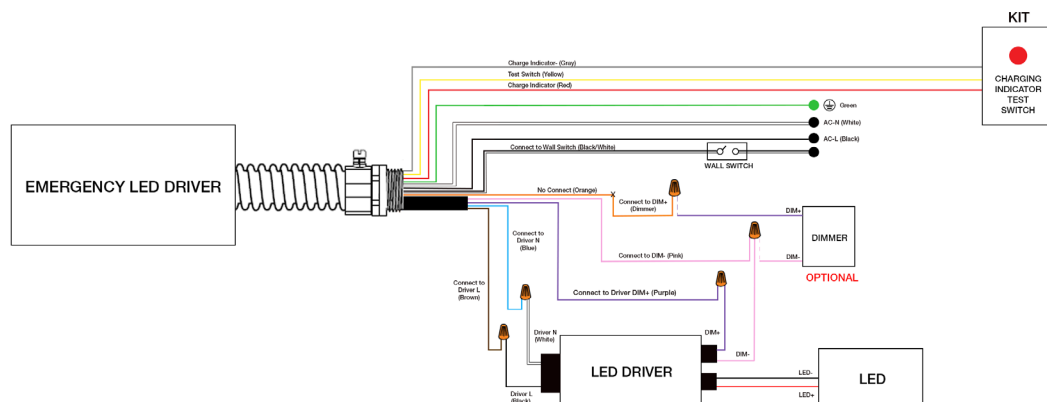 KIT
CHARGING
INDICATOR
TEST
SWITCH
Charge Indicator- (Gray)
Test Switch (Yellow)
Charge Indicator (Red)
Green
AC-N (White)
AC-L (Black)
Connect to Wall Switch (Black/White)
WALL SWITCH
EMERGENCY LED DRIVER
No Connect (Orange)
X
Connect to DIM+
(Dimmer)
DIM+
DIMMER
DIM-
OPTIONAL
Connect to
Driver N
(Blue)
Connect to DIM- (Pink)
Connect to
Driver L
(Brown)
Connect to Driver DIM+ (Purple)
Driver N
(White)
DIM+
DIM-
LED DRIVER
LED-
LED+
LED
Driver L
(Black)